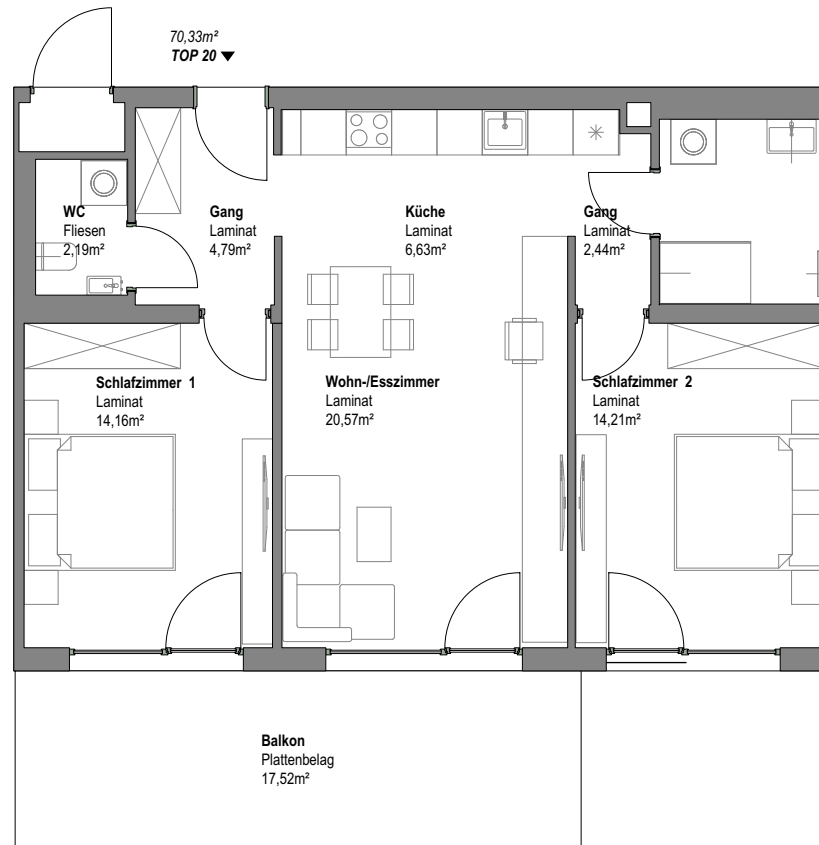 70,33m²
TOP 20
WC
Fliesen
2,19m²
Gang
Laminat
4,79m²
Küche
Laminat
6,63m²
Gang
Laminat
2,44m²
Schlafzimmer 1
Laminat
14,16m²
Wohn-/Esszimmer
Laminat
20,57m²
Schlafzimmer 2
Laminat
14,21m²
Balkon
Plattenbelag
17,52m²